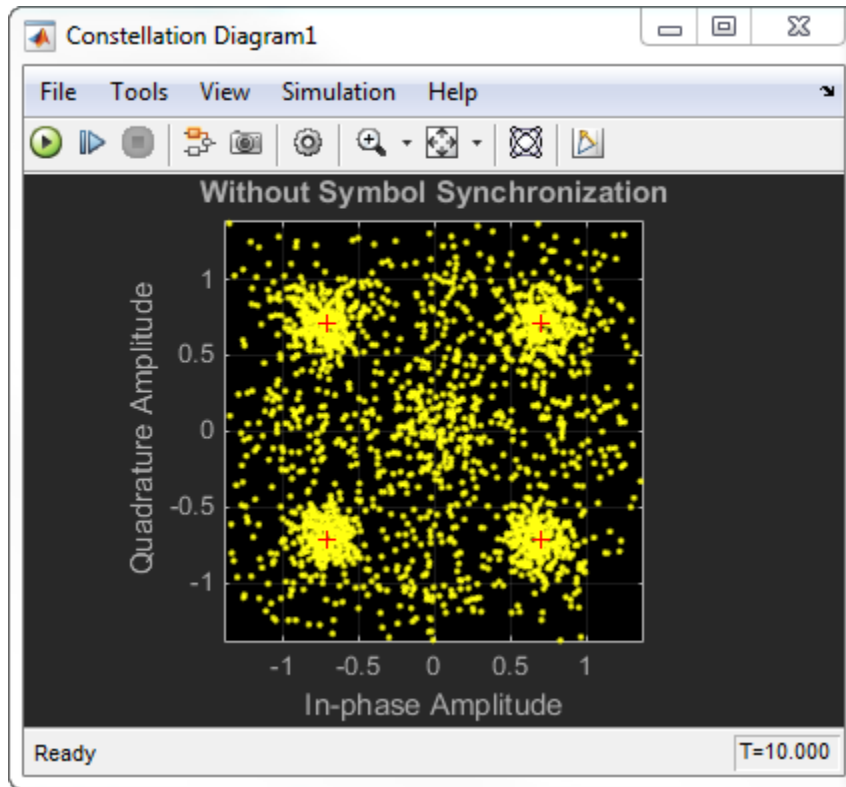 Constellation Diagram1
File Tools View Simulation Help
Without Symbol Synchronization
Quadrature Amplitude
1
0.5
0
-0.5
-1
-1 -0.5 0 0.5 1
In-phase Amplitude
Ready T=10.000